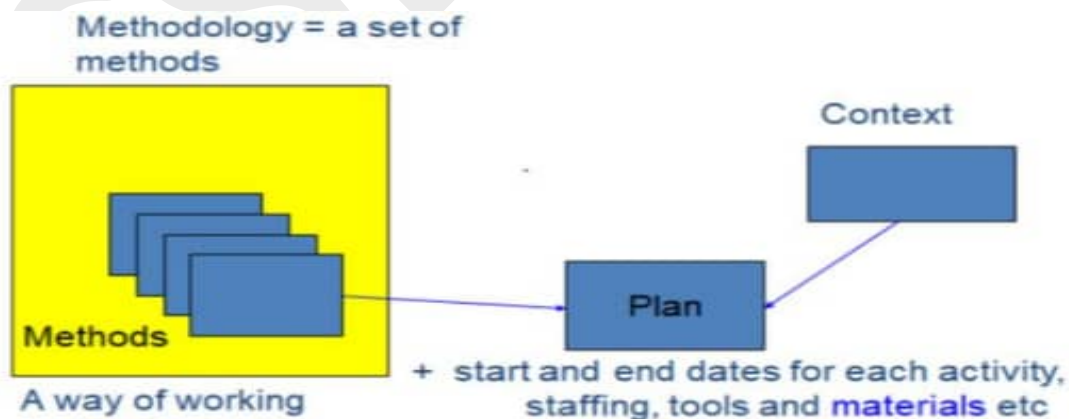 Methodology = a set of
methods
Context
Plan
Methods
A way of working
+ start and end dates for each activity,
staffing, tools and materials etc